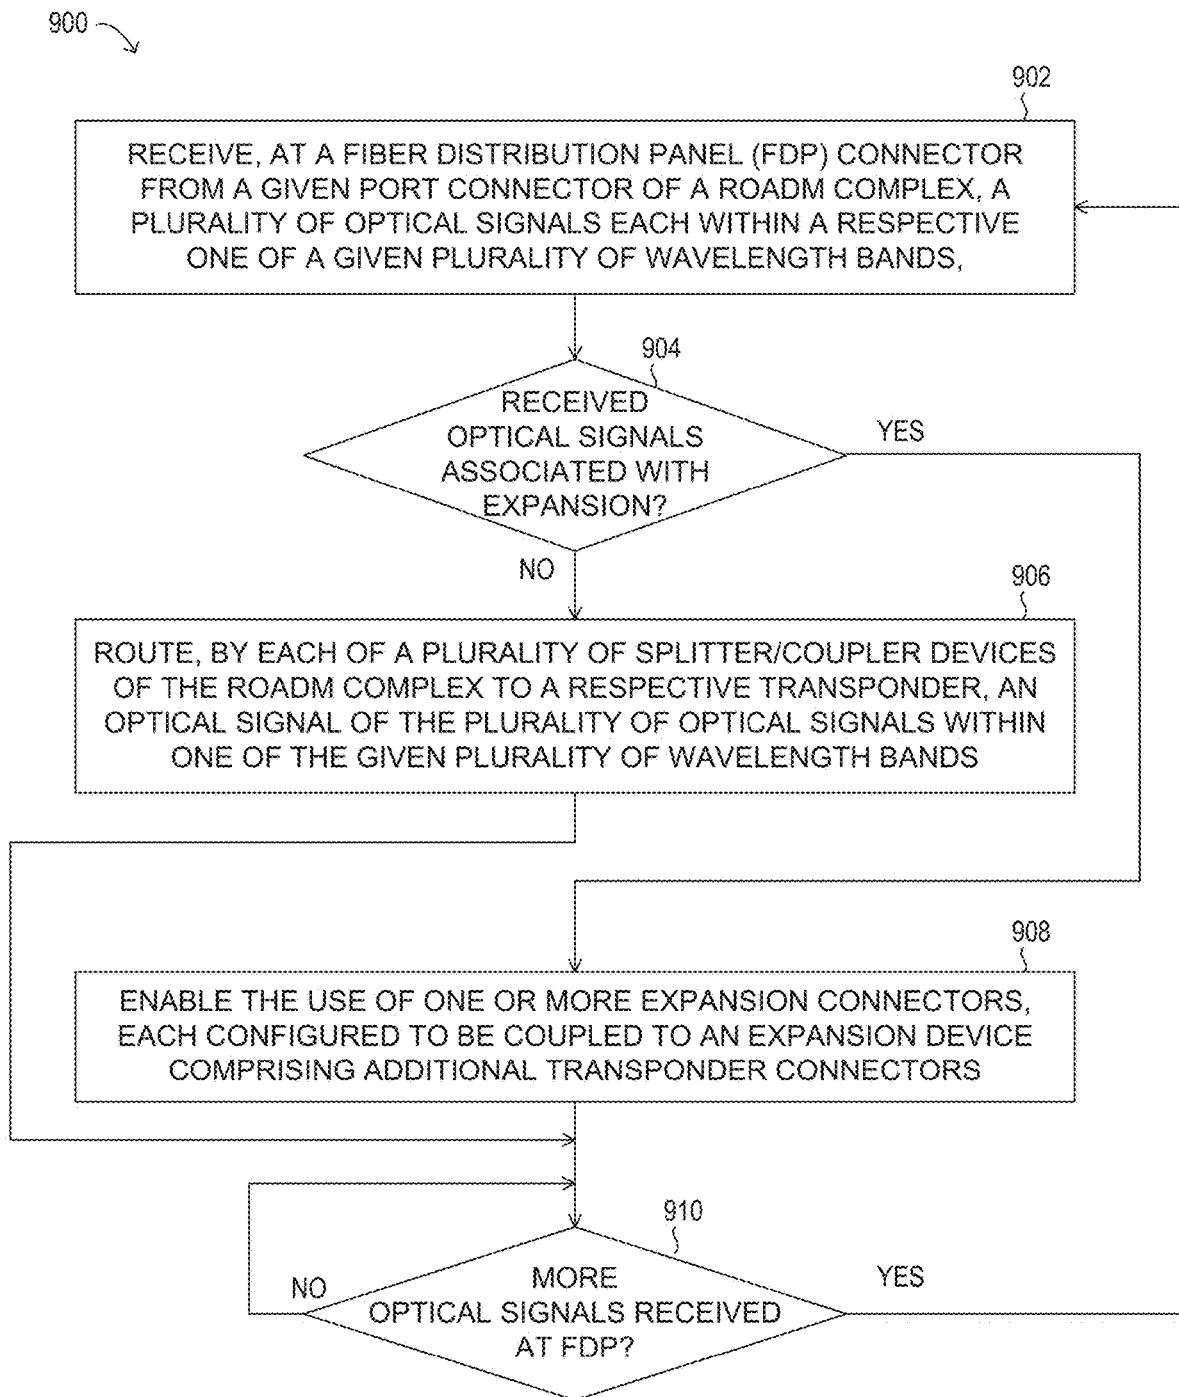 900
902
RECEIVE, AT A FIBER DISTRIBUTION PANEL (FDP) CONNECTOR
FROM A GIVEN PORT CONNECTOR OF A ROADM COMPLEX, A
PLURALITY OF OPTICAL SIGNALS EACH WITHIN A RESPECTIVE
ONE OF A GIVEN PLURALITY OF WAVELENGTH BANDS,
904
RECEIVED
OPTICAL SIGNALS
ASSOCIATED WITH
EXPANSION?
YES
NO
906
ROUTE, BY EACH OF A PLURALITY OF SPLITTER/COUPLER DEVICES
OF THE ROADM COMPLEX TO A RESPECTIVE TRANSPONDER, AN
OPTICAL SIGNAL OF THE PLURALITY OF OPTICAL SIGNALS WITHIN
ONE OF THE GIVEN PLURALITY OF WAVELENGTH BANDS
908
ENABLE THE USE OF ONE OR MORE EXPANSION CONNECTORS,
EACH CONFIGURED TO BE COUPLED TO AN EXPANSION DEVICE
COMPRISING ADDITIONAL TRANSPONDER CONNECTORS
910
NO
MORE
OPTICAL SIGNALS RECEIVED
AT FDP?
YES